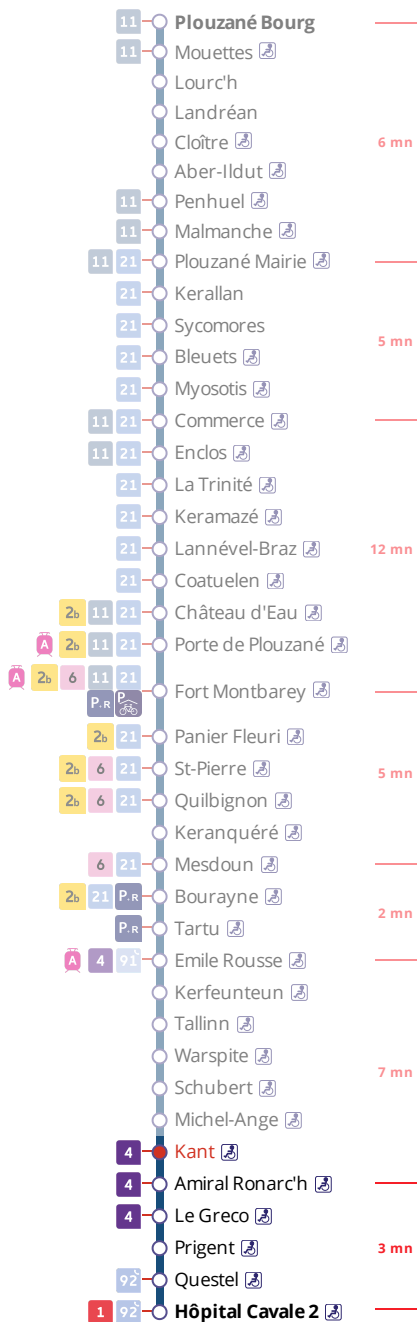 11 Plouzané Bourg
11 Mouettes
Lourc'h
Landréan
Cloître 6 mn
Aber-Ildut
11 Penhuel
11 Malmanche
11 21 Plouzané Mairie
21 Kerallan
21 Sycomores
5 mn
21 Bleuets
21 Myosotis
11 21 Commerce
11 21 Enclos
21 La Trinité
21 Keramazé
21 Lannével-Braz 12 mn
21 Coatuelen
2b 11 21 Château d'Eau
A 2b 11 21 Porte de Plouzané
A 2b 6 11 21
Fort Montbarey
P+R P
2b 21 Panier Fleuri
2b 6 21 St-Pierre 5 mn
2b 6 21 Quilbignon
Keranquéré
6 21 Mesdoun
2b 21 P+R Bourayne
2 mn
P+R Tartu
A 4 91 Emile Rousse
Kerfeunteun
Tallinn
Warspite
7 mn
Schubert
Michel-Ange
4 Kant
4 Amiral Ronarc'h
4 Le Greco
Prigent 3 mn
92 Questel
1 92 Hôpital Cavale 2